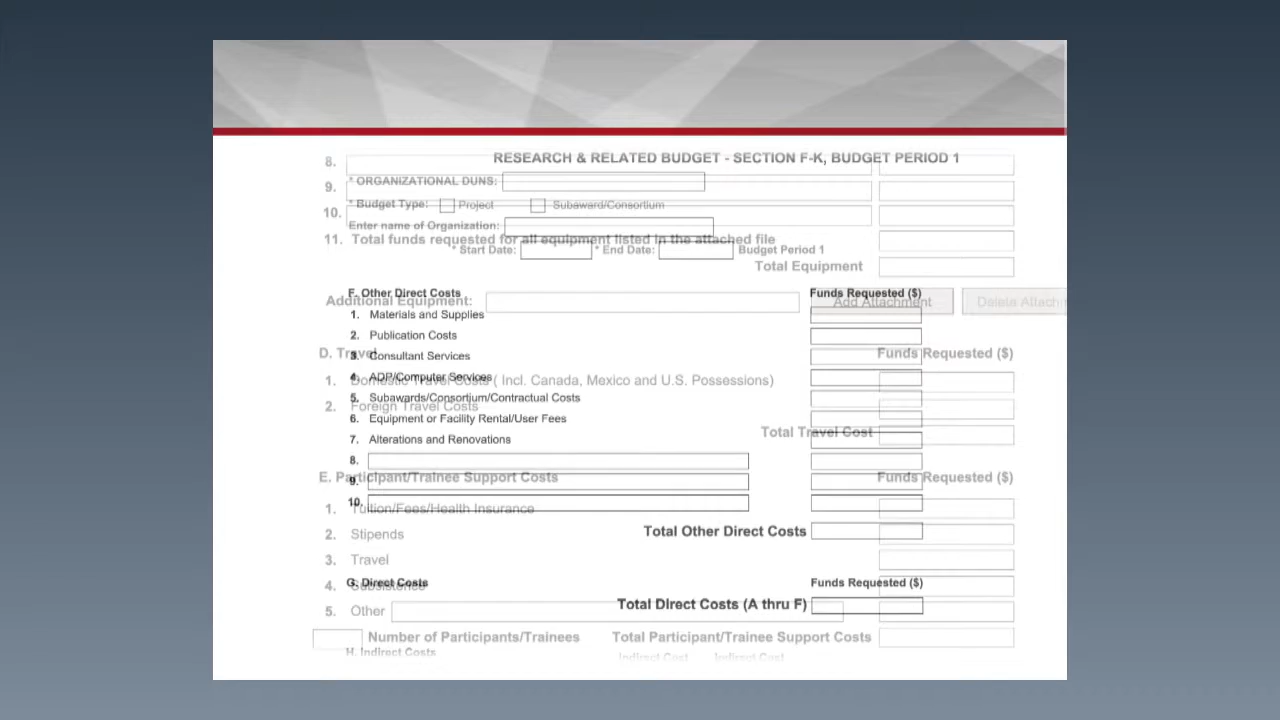 RESEARCH & RELATED BUDGET - SECTION F-K, BUDGET PERIOD 1
8.
* ORGANIZATIONAL DUNS:
9.
* Budget Type: Project Subaward/Consortium
10.
Enter name of Organization:
11. Total funds requested for all equipment listed in the attached file
* Start Date: * End Date: Budget Period 1
Total Equipment
F. Other Direct Costs Funds Requested ($)
Additional Equipment: Add Attachment Delete
1. Materials and Supplies
2. Publication Costs
D. Travel Funds Requested ($)
3. Consultant Services
4. ADP/Computer Services
1. Domestic Travel Costs ( Incl. Canada, Mexico and U.S. Possessions)
5. Subawards/Consortium/Contractual Costs
2. Foreign Travel Costs
6. Equipment or Facility Rental/User Fees
Total Travel Cost
7. Alterations and Renovations
8.
E. Participant/Trainee Support Costs Funds Requested ($)
9.
10.
1. Tuition/Fees/Health Insurance
Total Other Direct Costs
2. Stipends
3. Travel
G. Direct Costs Funds Requested ($)
4. Subsistence
Total Direct Costs (A thru F)
5. Other
Number of Participants/Trainees Total Participant/Trainee Support Costs
H. Indirect Costs
Indirect Cost Indirect Cost